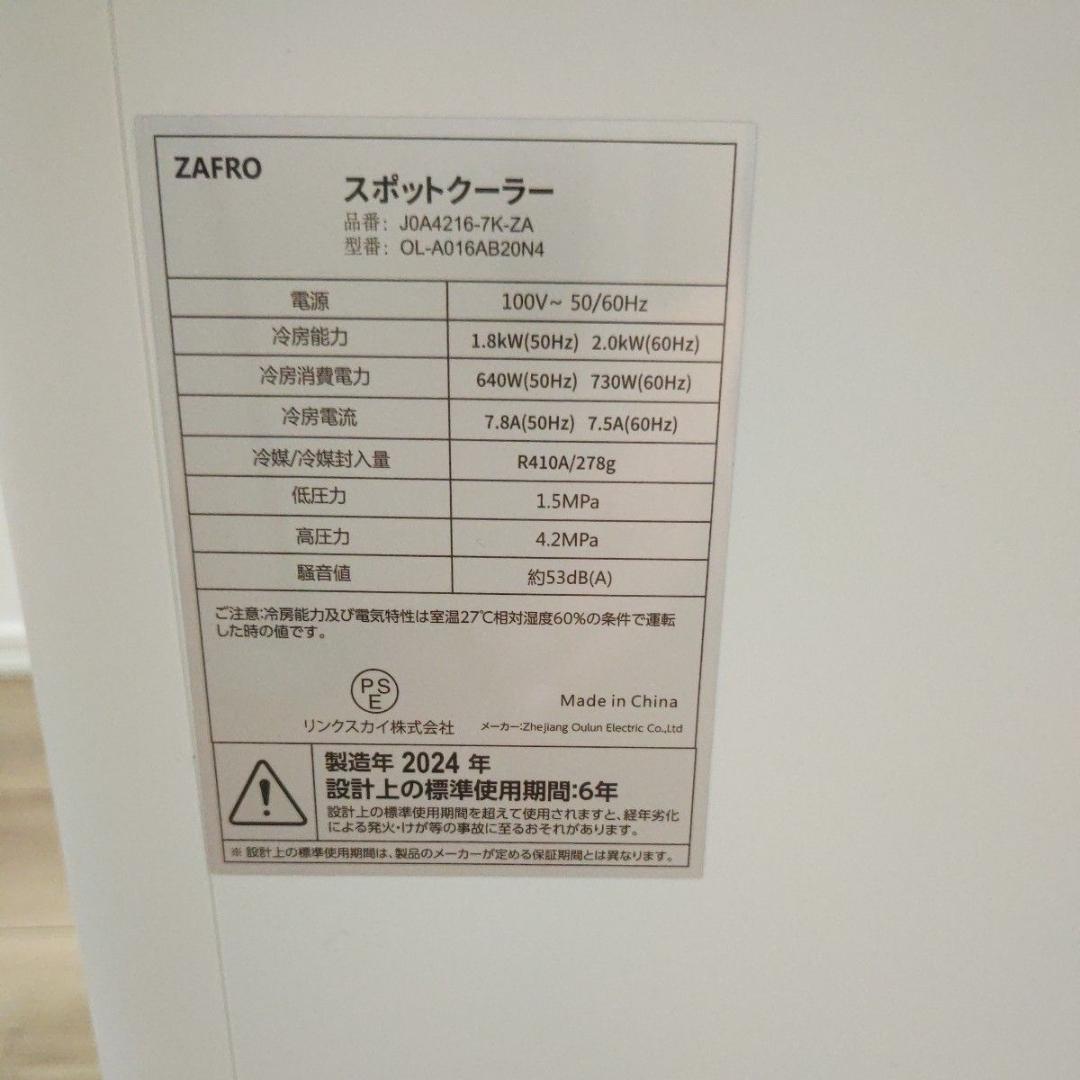 ZAFRO
スポットクーラー
品番: J0A4216-7K-ZA
型番: OL-A016AB20N4
電源 100V~ 50/60Hz
冷房能力 1.8kW(50Hz) 2.0kW(60Hz)
冷房消費電力 640W(50Hz) 730W(60Hz)
冷房電流 7.8A(50Hz) 7.5A(60Hz)
冷媒/冷媒封入量 R410A/278g
低圧力 1.5MPa
高圧力 4.2MPa
騒音値 約53dB(A)
ご注意:冷房能力及び電気特性は室温27℃相対湿度60%の条件で運転
した時の値です。
PS
E
Made in China
リンクスカイ株式会社 メーカー:Zhejiang Oulun Electric Co.,Ltd
製造年 2024 年
設計上の標準使用期間:6年
設計上の標準使用期間を超えて使用されますと、経年劣化
による発火・けが等の事故に至るおそれがあります。
※ 設計上の標準使用期間は、製品のメーカーが定める保証期間とは異なります。